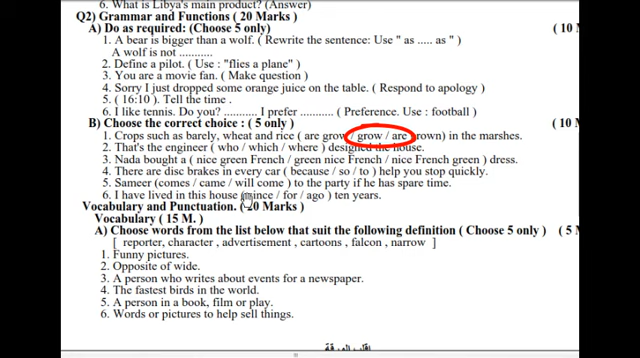 6. What is Libya's main product? (Answer)
Q2) Grammar and Functions ( 20 Marks )
A) Do as required: (Choose 5 only) ( 10 M
1. A bear is bigger than a wolf. ( Rewrite the sentence: Use " as ..... as " )
A wolf is not ...........
2. Define a pilot. ( Use : "flies a plane")
3. You are a movie fan. ( Make question )
4. Sorry I just dropped some orange juice on the table. ( Respond to apology )
5. (16:10). Tell the time .
6. I like tennis. Do you? ........... I prefer ........... ( Preference. Use : football )
B) Choose the correct choice : ( 5 only ) ( 10 M
1. Crops such as barely, wheat and rice ( are grow / grow / are grown) in the marshes.
2. That's the engineer ( who / which / where ) designed the house.
3. Nada bought a ( nice green French / green nice French / nice French green ) dress.
4. There are disc brakes in every car ( because / so / to ) help you stop quickly.
5. Sameer (comes / came / will come ) to the party if he has spare time.
6. I have lived in this house (since / for / ago ) ten years.
Vocabulary and Punctuation. ( 20 Marks )
Vocabulary ( 15 M. )
A) Choose words from the list below that suit the following definition ( Choose 5 only ) ( 5 M
[ reporter, character , advertisement , cartoons , falcon , narrow ]
1. Funny pictures.
2. Opposite of wide.
3. A person who writes about events for a newspaper.
4. The fastest birds in the world.
5. A person in a book, film or play.
6. Words or pictures to help sell things.